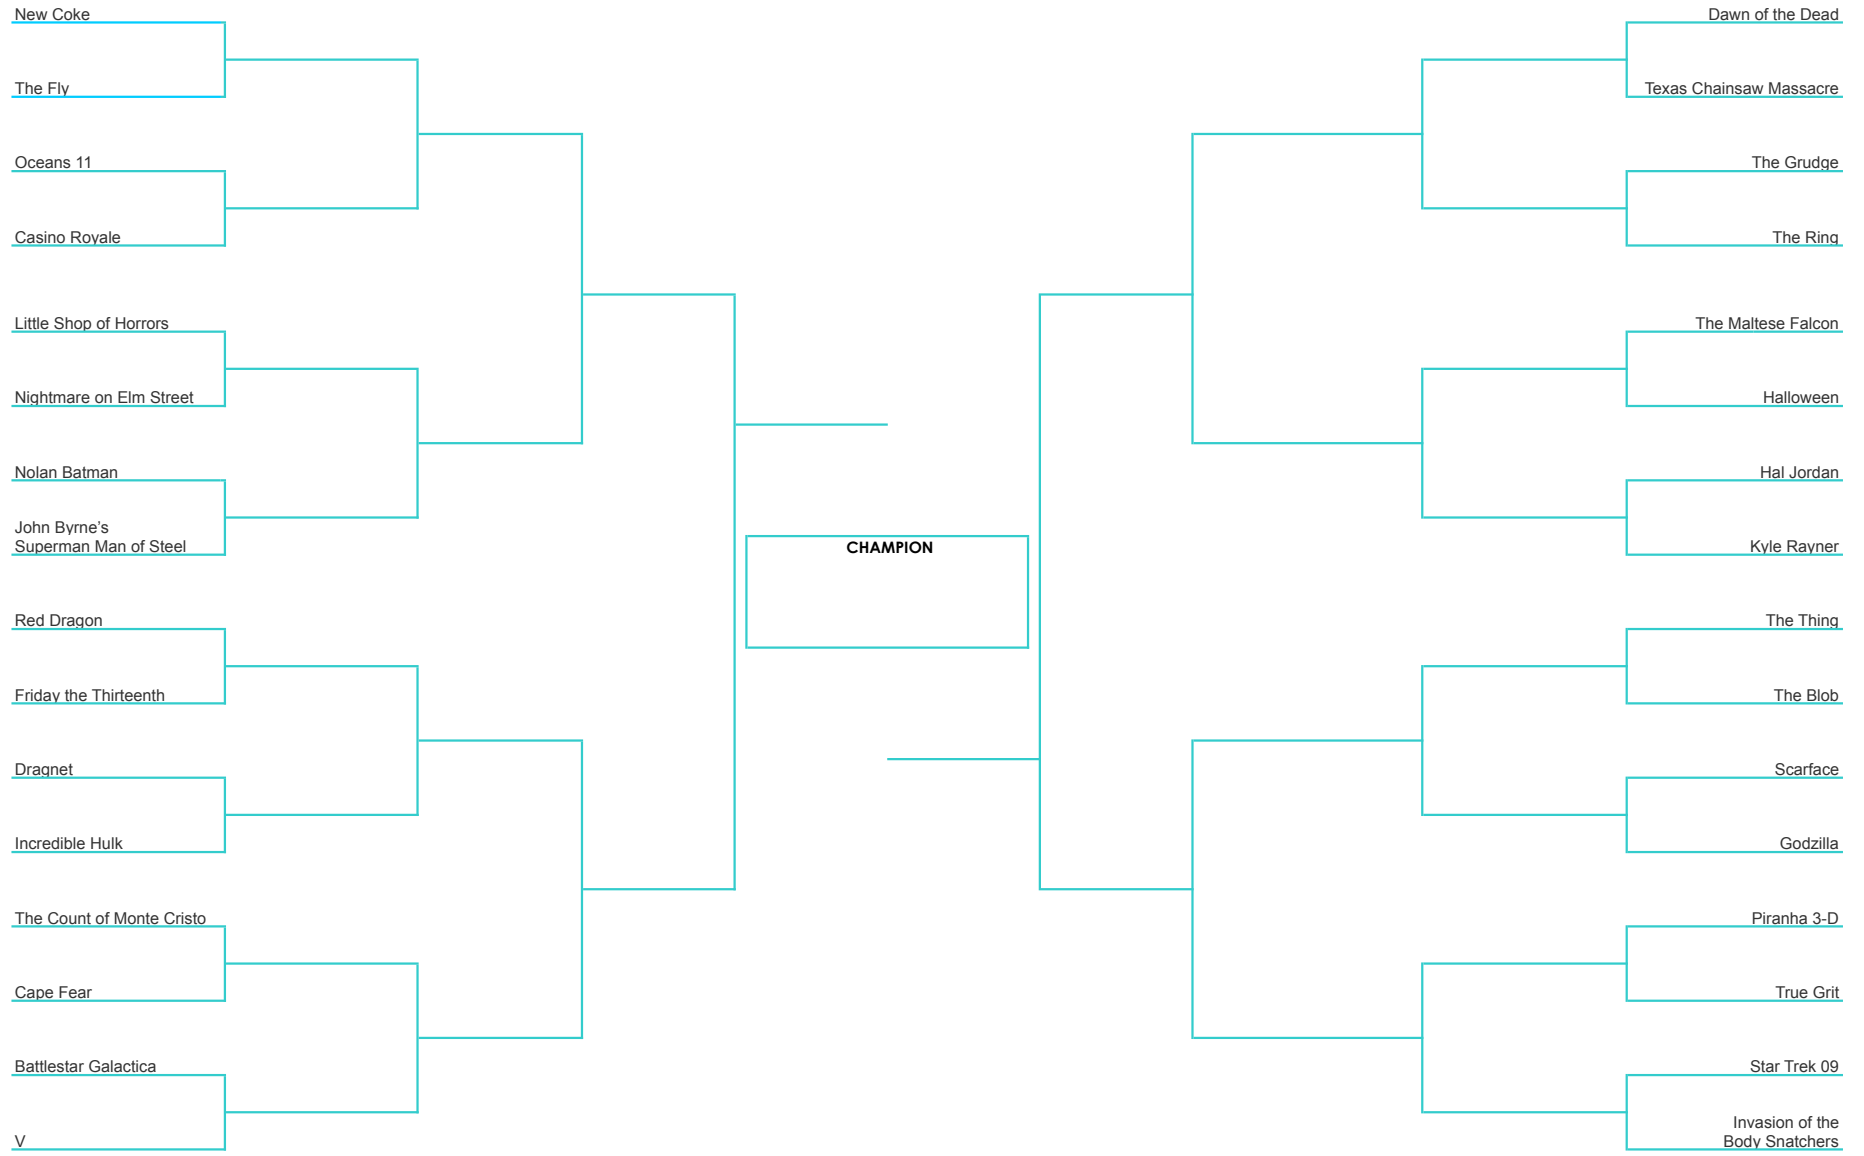 New Coke
The Fly
Oceans 11
Casino Royale
Little Shop of Horrors
Nightmare on Elm Street
Nolan Batman
John Byrne’s
Superman Man of Steel
Red Dragon
Friday the Thirteenth
Dragnet
Incredible Hulk
The Count of Monte Cristo
Cape Fear
Battlestar Galactica
V
CHAMPION
Dawn of the Dead
Texas Chainsaw Massacre
The Grudge
The Ring
The Maltese Falcon
Halloween
Hal Jordan
Kyle Rayner
The Thing
The Blob
Scarface
Godzilla
Piranha 3-D
True Grit
Star Trek 09
Invasion of the
Body Snatchers